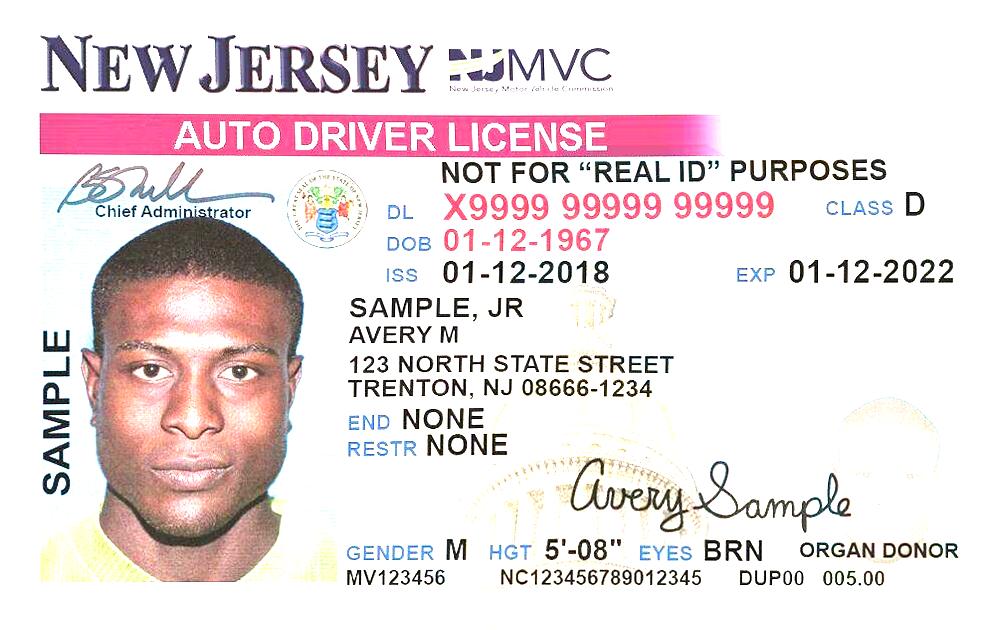 NEW JERSEY NJMVC
New Jersey Motor Vehicle Commission
AUTO DRIVER LICENSE
NOT FOR “REAL ID” PURPOSES
Chief Administrator
DL X9999 99999 99999 CLASS D
DOB 01-12-1967
ISS 01-12-2018 EXP 01-12-2022
SAMPLE, JR
AVERY M
123 NORTH STATE STREET
TRENTON, NJ 08666-1234
END NONE
RESTR NONE
SAMPLE
Avery Sample
GENDER M HGT 5'-08" EYES BRN ORGAN DONOR
MV123456 NC123456789012345 DUP00 005.00